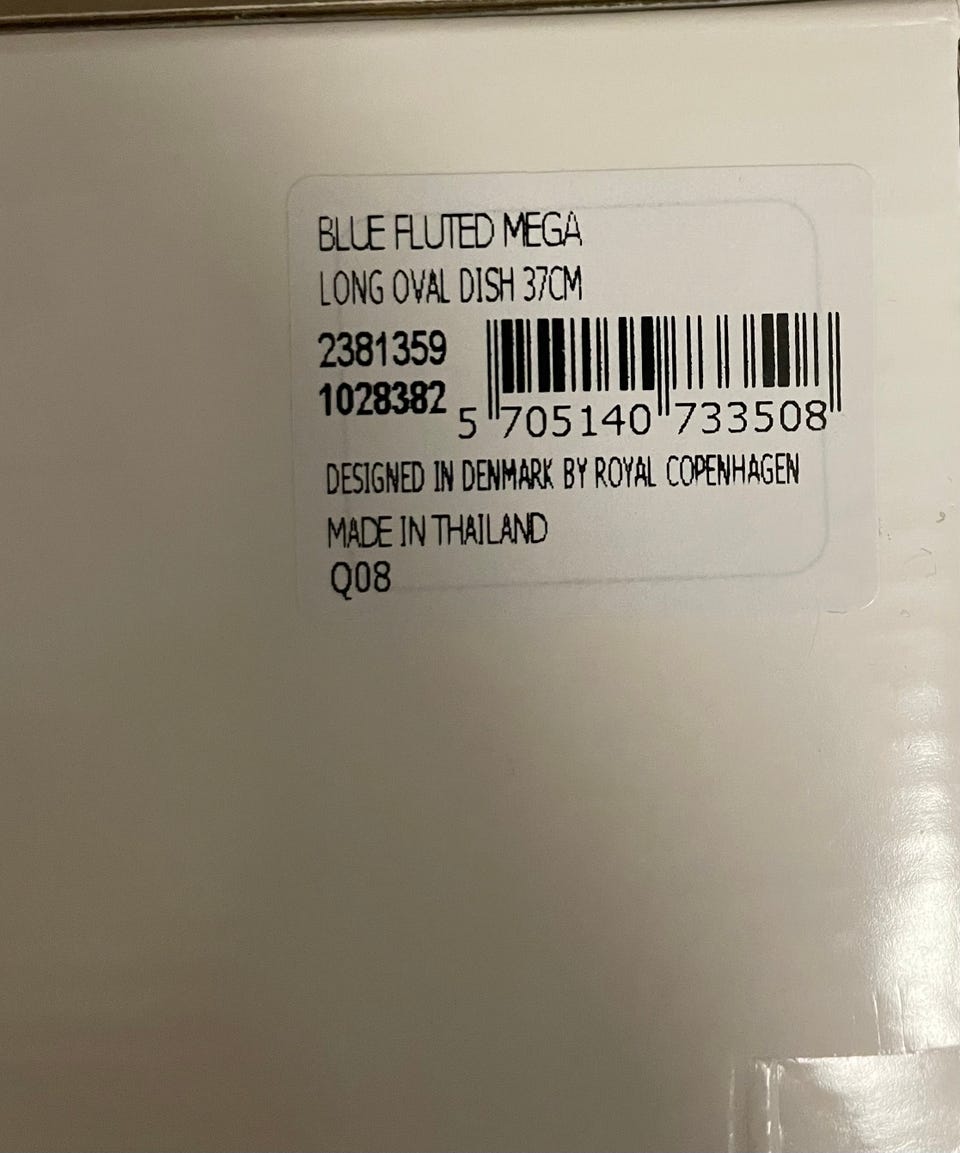 BLUE FLUTED MEGA
LONG OVAL DISH 37CM
2381359
1028382
5 705140 733508
DESIGNED IN DENMARK BY ROYAL COPENHAGEN
MADE IN THAILAND
Q08